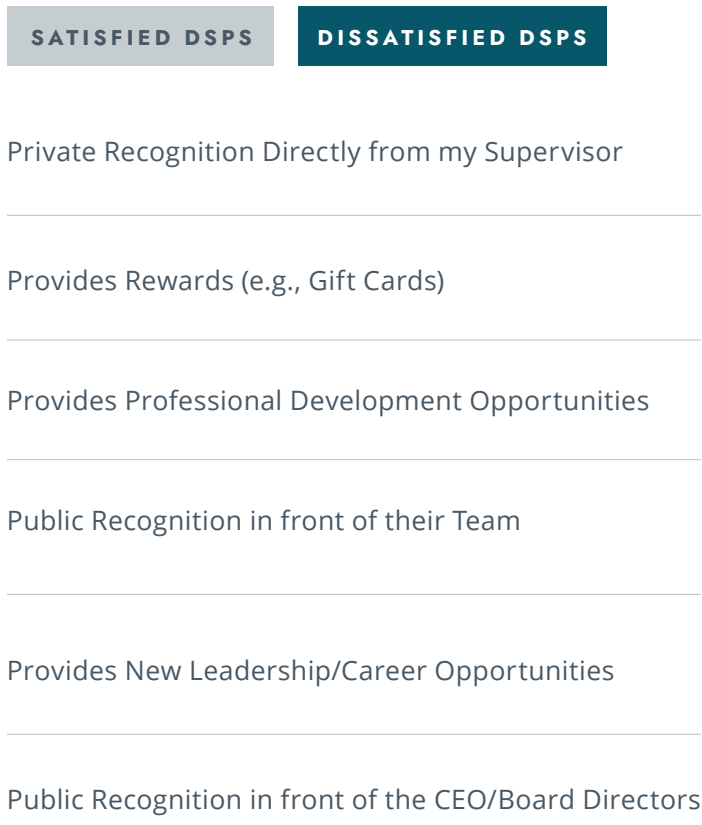 SATISFIED DSPS
DISSATISFIED DSPS
Private Recognition Directly from my Supervisor
Provides Rewards (e.g., Gift Cards)
Provides Professional Development Opportunities
Public Recognition in front of their Team
Provides New Leadership/Career Opportunities
Public Recognition in front of the CEO/Board Directors